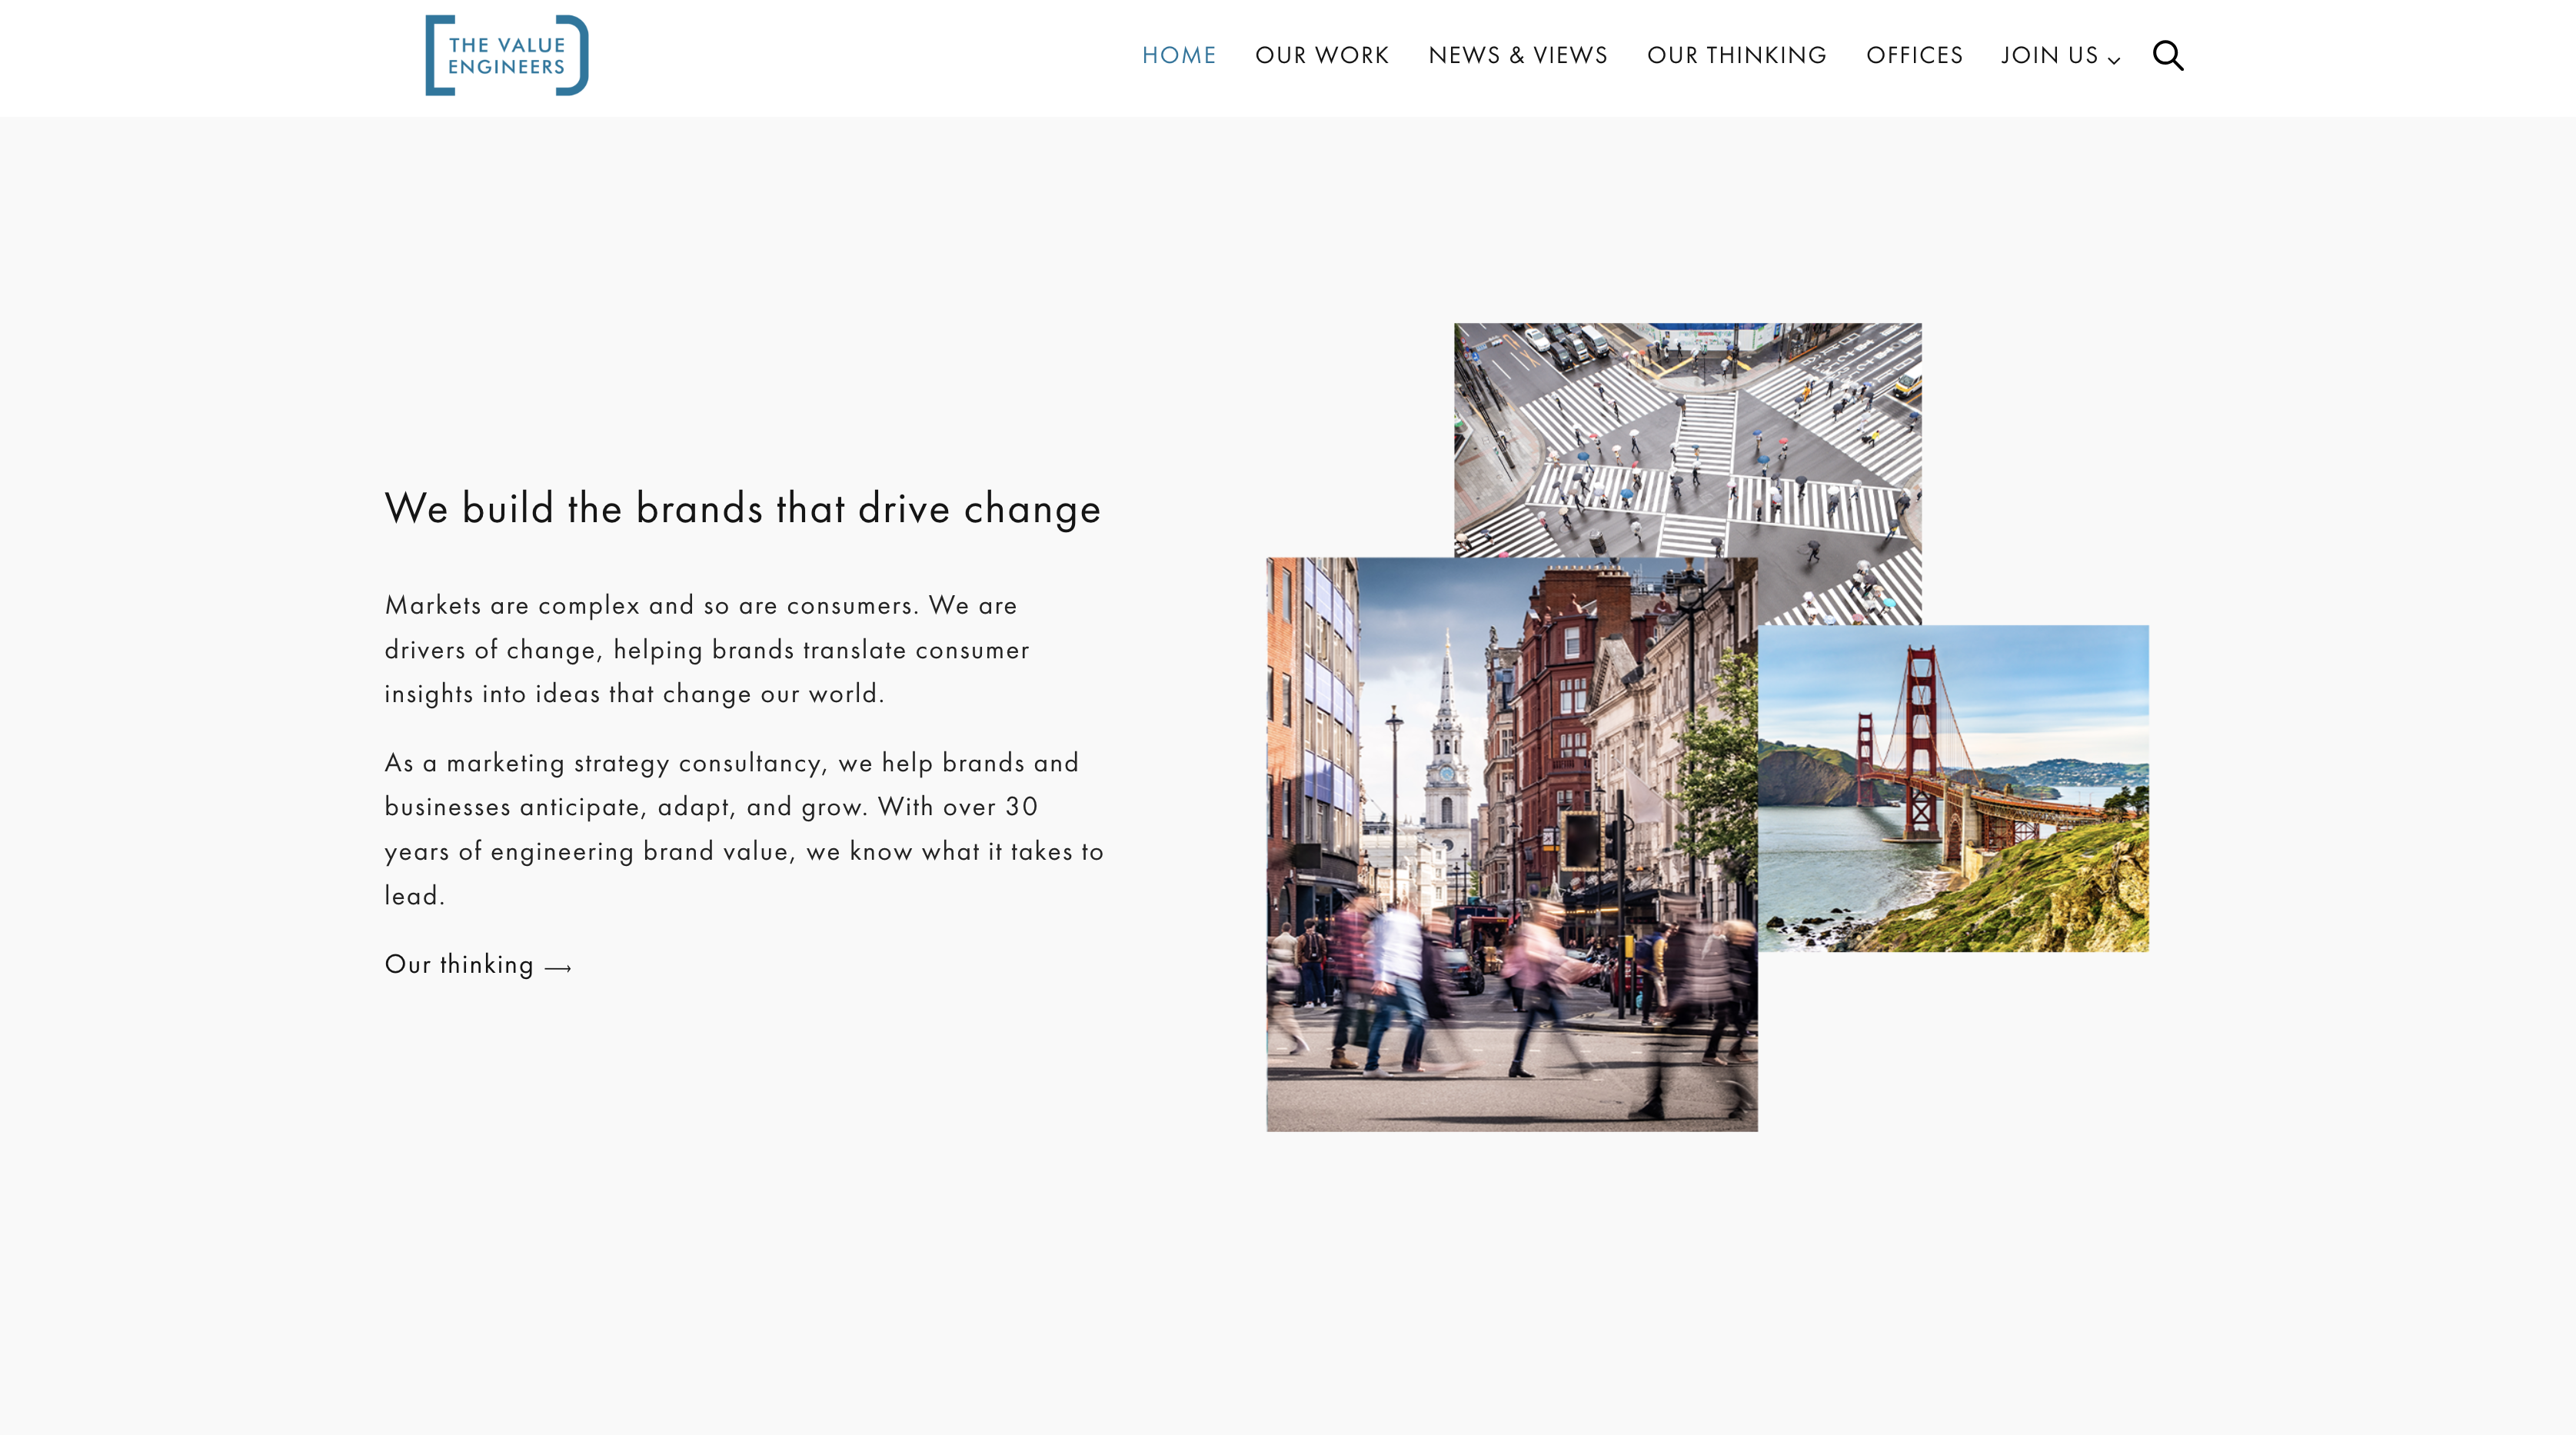 THE VALUE
ENGINEERS
HOME OUR WORK NEWS & VIEWS OUR THINKING OFFICES JOIN US
We build the brands that drive change
Markets are complex and so are consumers. We are
drivers of change, helping brands translate consumer
insights into ideas that change our world.
As a marketing strategy consultancy, we help brands and
businesses anticipate, adapt, and grow. With over 30
years of engineering brand value, we know what it takes to
lead.
Our thinking